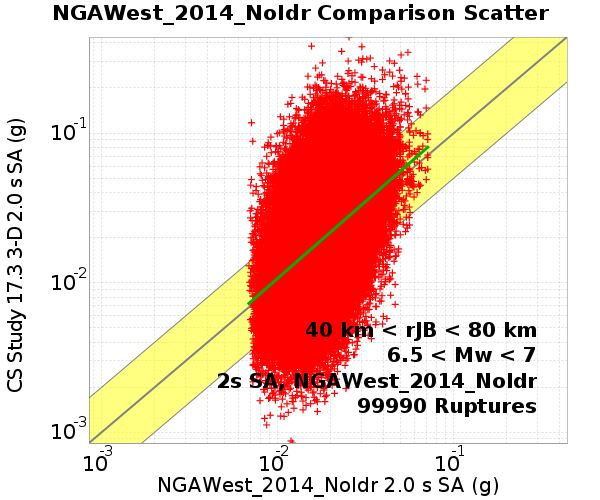 NGAWest_2014_NoIdr Comparison Scatter
CS Study 17.3 3-D 2.0 s SA (g)
10-1
10-2
10-3
40 km < rJB < 80 km
6.5 < Mw < 7
2s SA, NGAWest_2014_NoIdr
99990 Ruptures
10-3 10-2 10-1
NGAWest_2014_NoIdr 2.0 s SA (g)